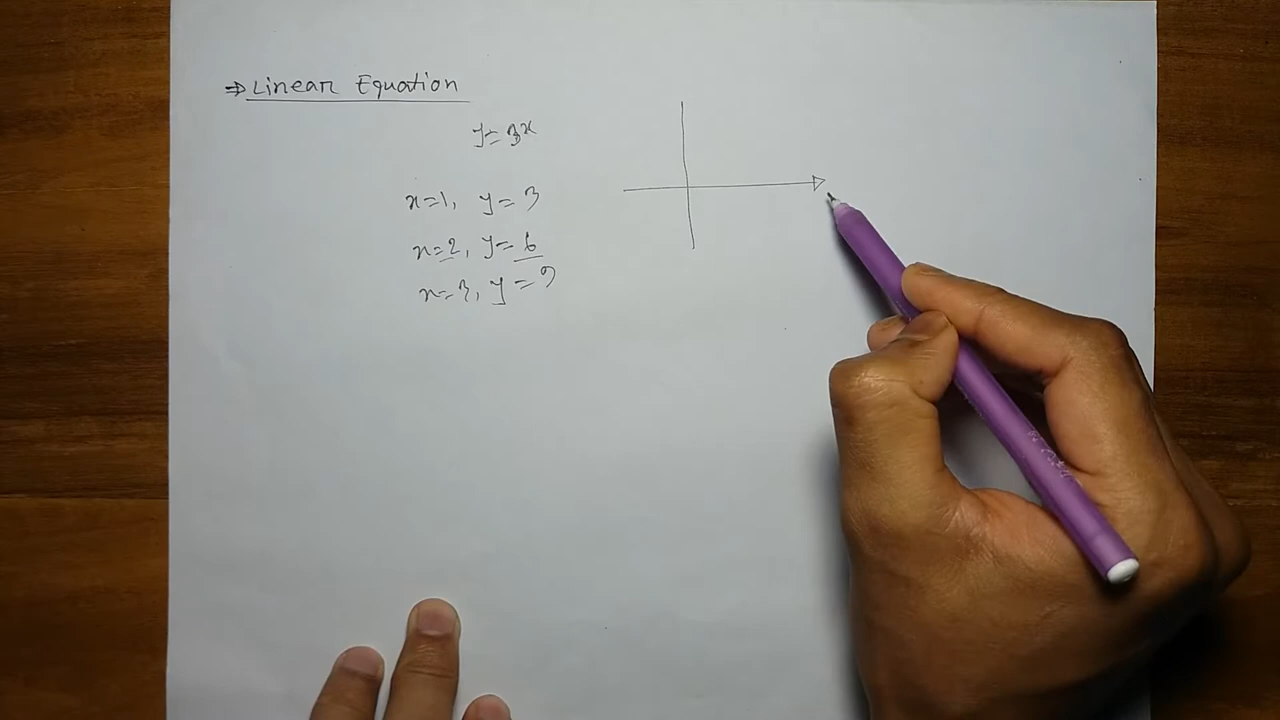 ⇒ Linear Equation
y = 3x
x=1, y = 3
x=2, y= 6
x=3, y = 9